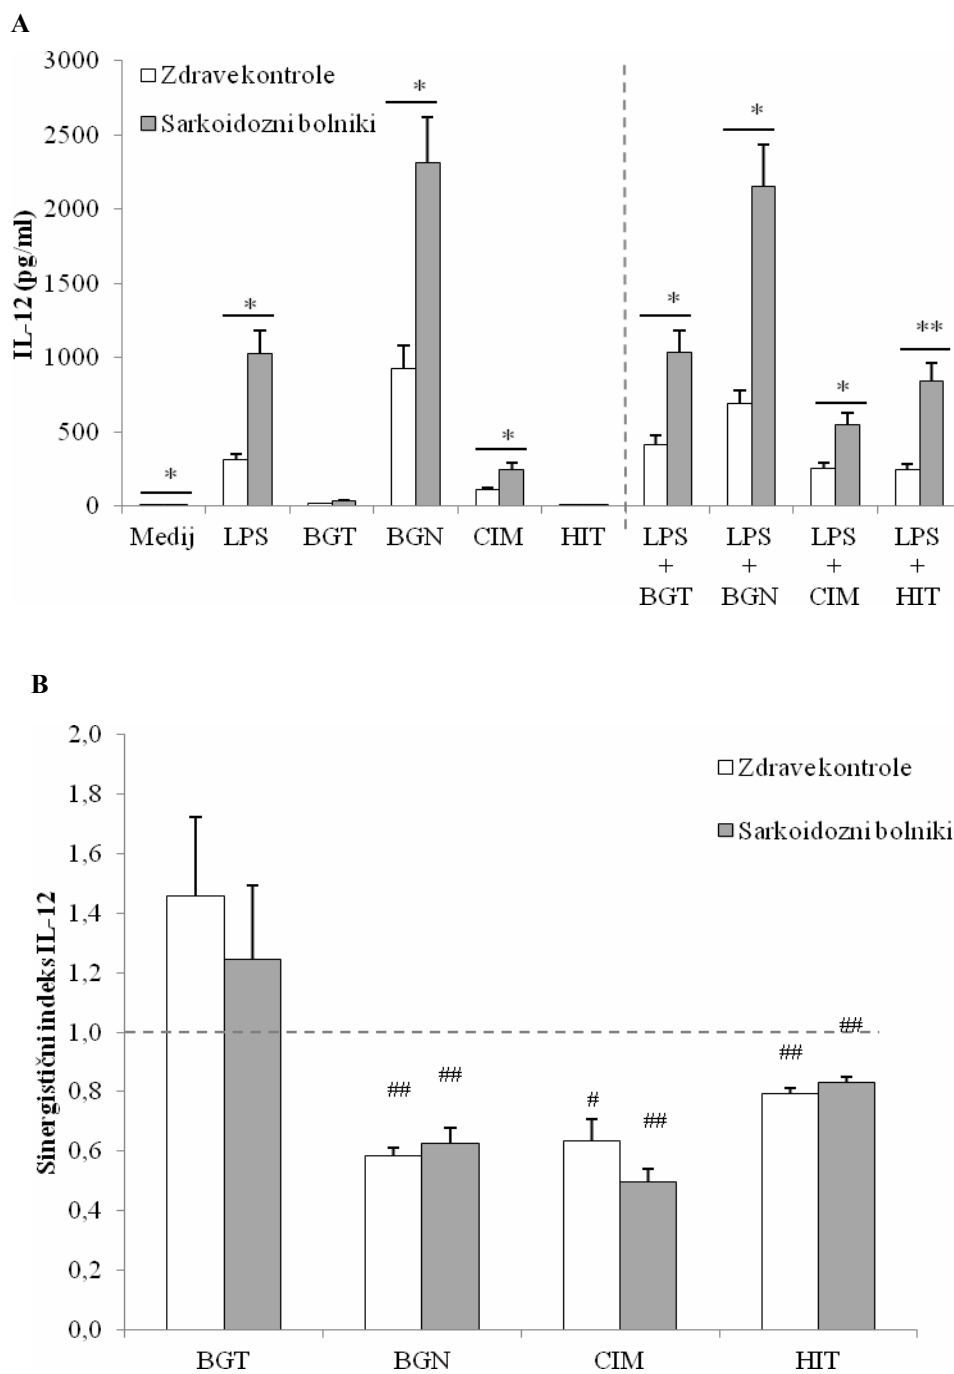 A
3000
2500
2000
1500
1000
500
0
IL-12 (pg/ml)
Zdrave kontrole
Sarkoidozni bolniki
* * * * * * * **
Medij LPS BGT BGN CIM HIT LPS LPS LPS LPS
+ + + +
BGT BGN CIM HIT
B
2,0
1,8
1,6
1,4
1,2
1,0
0,8
0,6
0,4
0,2
0,0
Sinergistični indeks IL-12
Zdrave kontrole
Sarkoidozni bolniki
## ## # ## ## ##
BGT BGN CIM HIT